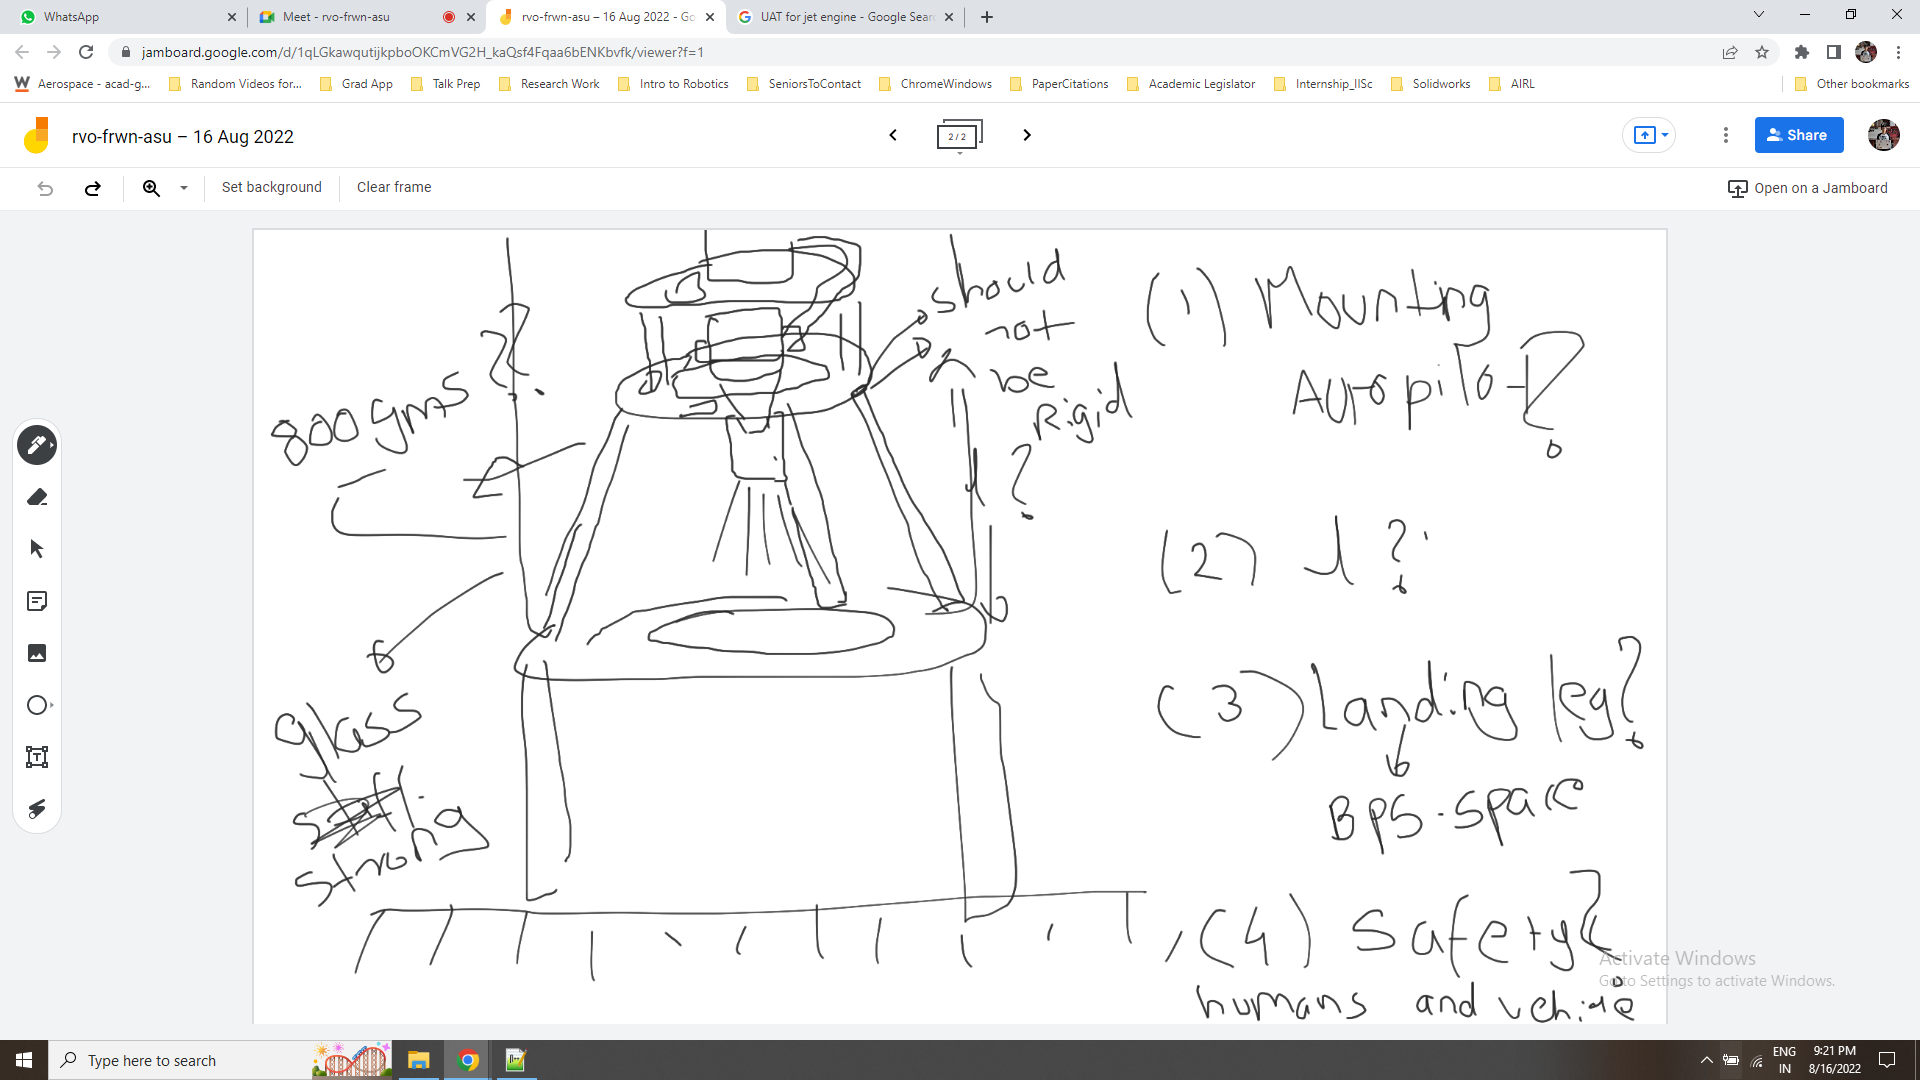 WhatsApp
Meet - rvo-frwn-asu
rvo-frwn-asu – 16 Aug 2022 - Go
UAT for jet engine - Google Sear
jamboard.google.com/d/1qLGkawqutijkpboOKCmVG2H_kaQsf4Fqaa6bENKbvfk/viewer?f=1
Aerospace - acad-g...
Random Videos for...
Grad App
Talk Prep
Research Work
Intro to Robotics
SeniorsToContact
ChromeWindows
PaperCitations
Academic Legislator
Internship_IISc
Solidworks
AIRL
Other bookmarks
rvo-frwn-asu – 16 Aug 2022
2 / 2
Share
Set background
Clear frame
Open on a Jamboard
800 gms ??
should
not
be
Rigid
?
glass
strong
(1) Mounting
Autopilot?
(2) d ?
(3) Landing leg?
BPS-space
(4) Safety?
humans and vehicle
Activate Windows
Go to Settings to activate Windows.
Type here to search
ENG
IN
9:21 PM
8/16/2022